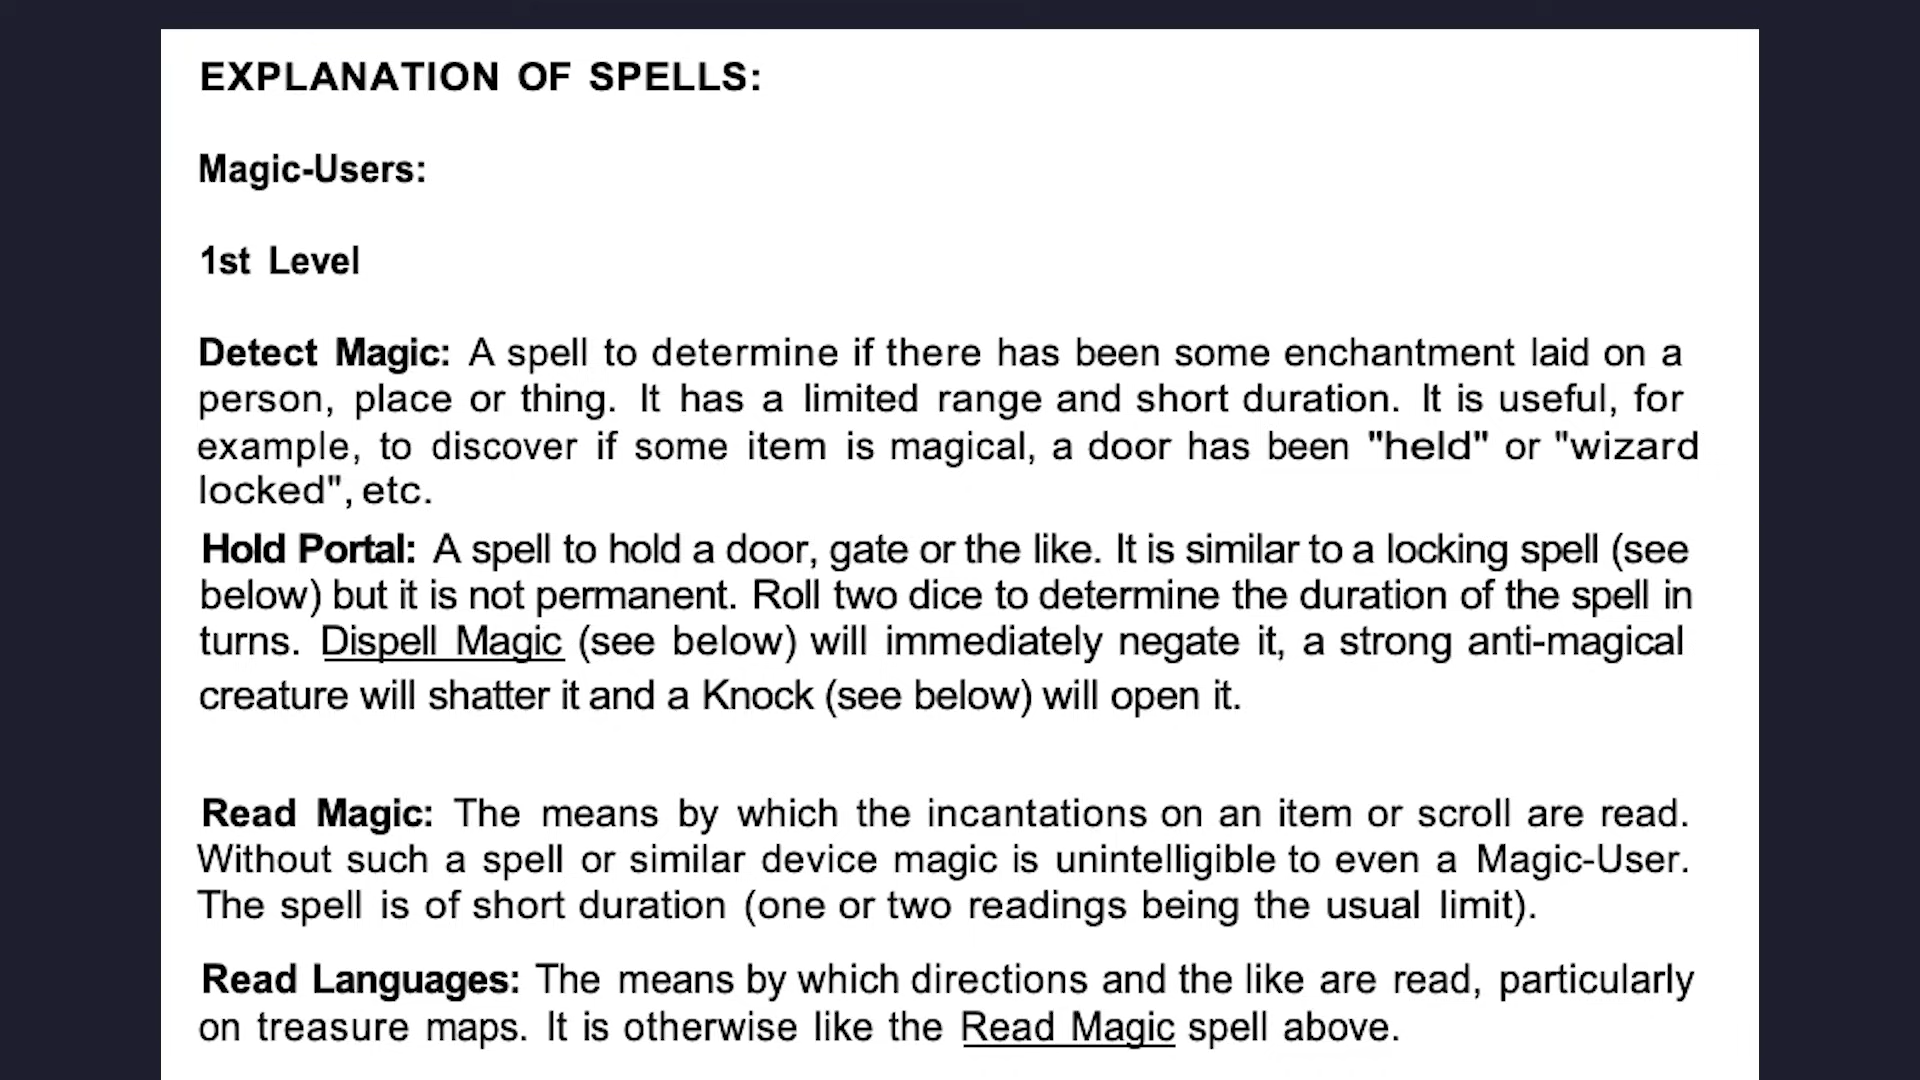 EXPLANATION OF SPELLS:
Magic-Users:
1st Level
Detect Magic: A spell to determine if there has been some enchantment laid on a
person, place or thing. It has a limited range and short duration. It is useful, for
example, to discover if some item is magical, a door has been "held" or "wizard
locked", etc.
Hold Portal: A spell to hold a door, gate or the like. It is similar to a locking spell (see
below) but it is not permanent. Roll two dice to determine the duration of the spell in
turns. Dispell Magic (see below) will immediately negate it, a strong anti-magical
creature will shatter it and a Knock (see below) will open it.
Read Magic: The means by which the incantations on an item or scroll are read.
Without such a spell or similar device magic is unintelligible to even a Magic-User.
The spell is of short duration (one or two readings being the usual limit).
Read Languages: The means by which directions and the like are read, particularly
on treasure maps. It is otherwise like the Read Magic spell above.